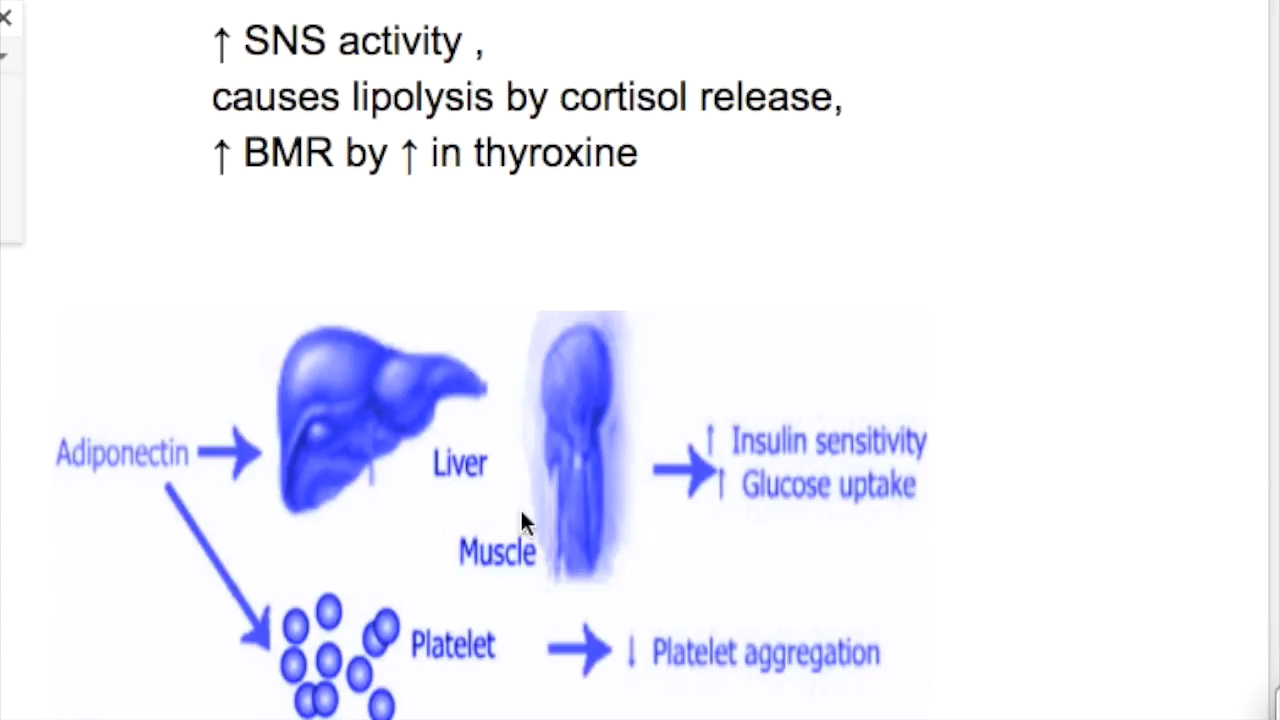 ↑ SNS activity ,
causes lipolysis by cortisol release,
↑ BMR by ↑ in thyroxine
Adiponectin
Liver
↑ Insulin sensitivity
↑ Glucose uptake
Muscle
Platelet
↓ Platelet aggregation